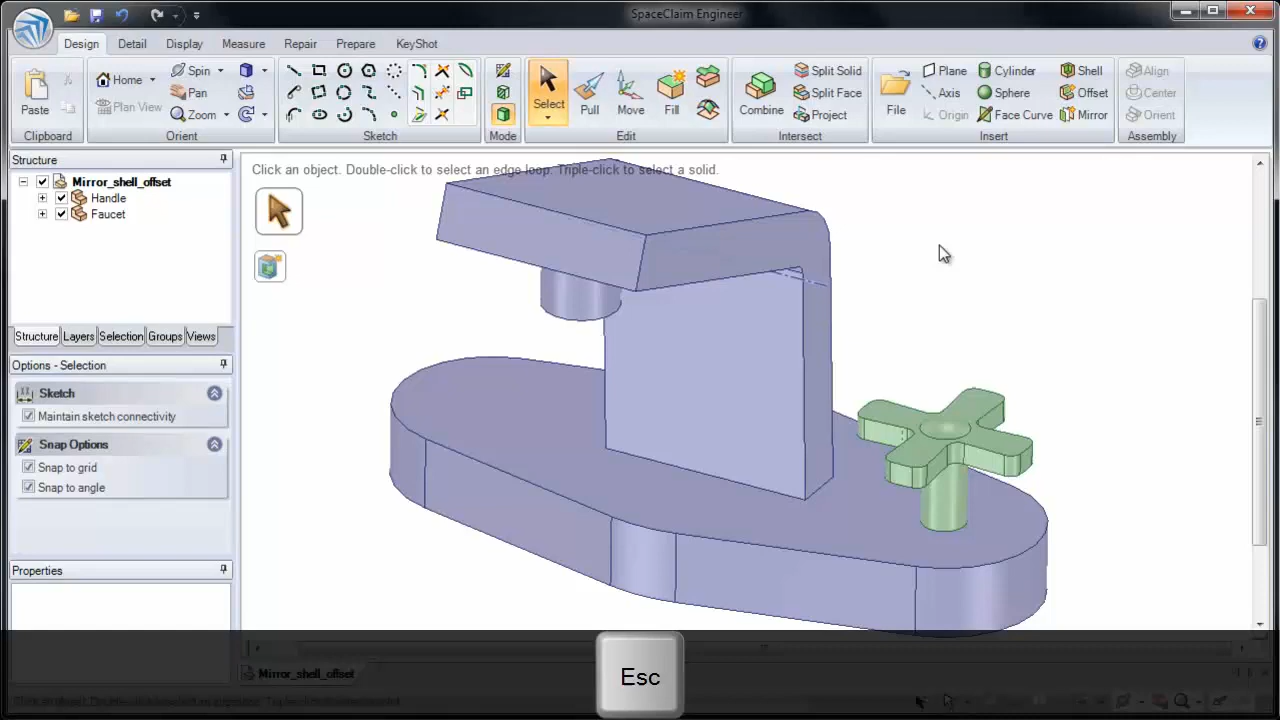 SpaceClaim Engineer
Design Detail Display Measure Repair Prepare KeyShot
Home Spin Split Solid Plane Cylinder Shell Align
Plan View Pan Split Face Axis Sphere Offset Center
Paste Zoom Select Pull Move Fill Combine Project File Origin Face Curve Mirror Orient
Clipboard Orient Sketch Mode Edit Intersect Insert Assembly
Structure
Click an object. Double-click to select an edge loop. Triple-click to select a solid.
Mirror_shell_offset
Handle
Faucet
Structure Layers Selection Groups Views
Options - Selection
Sketch
Maintain sketch connectivity
Snap Options
Snap to grid
Snap to angle
Properties
Esc
Mirror_shell_offset